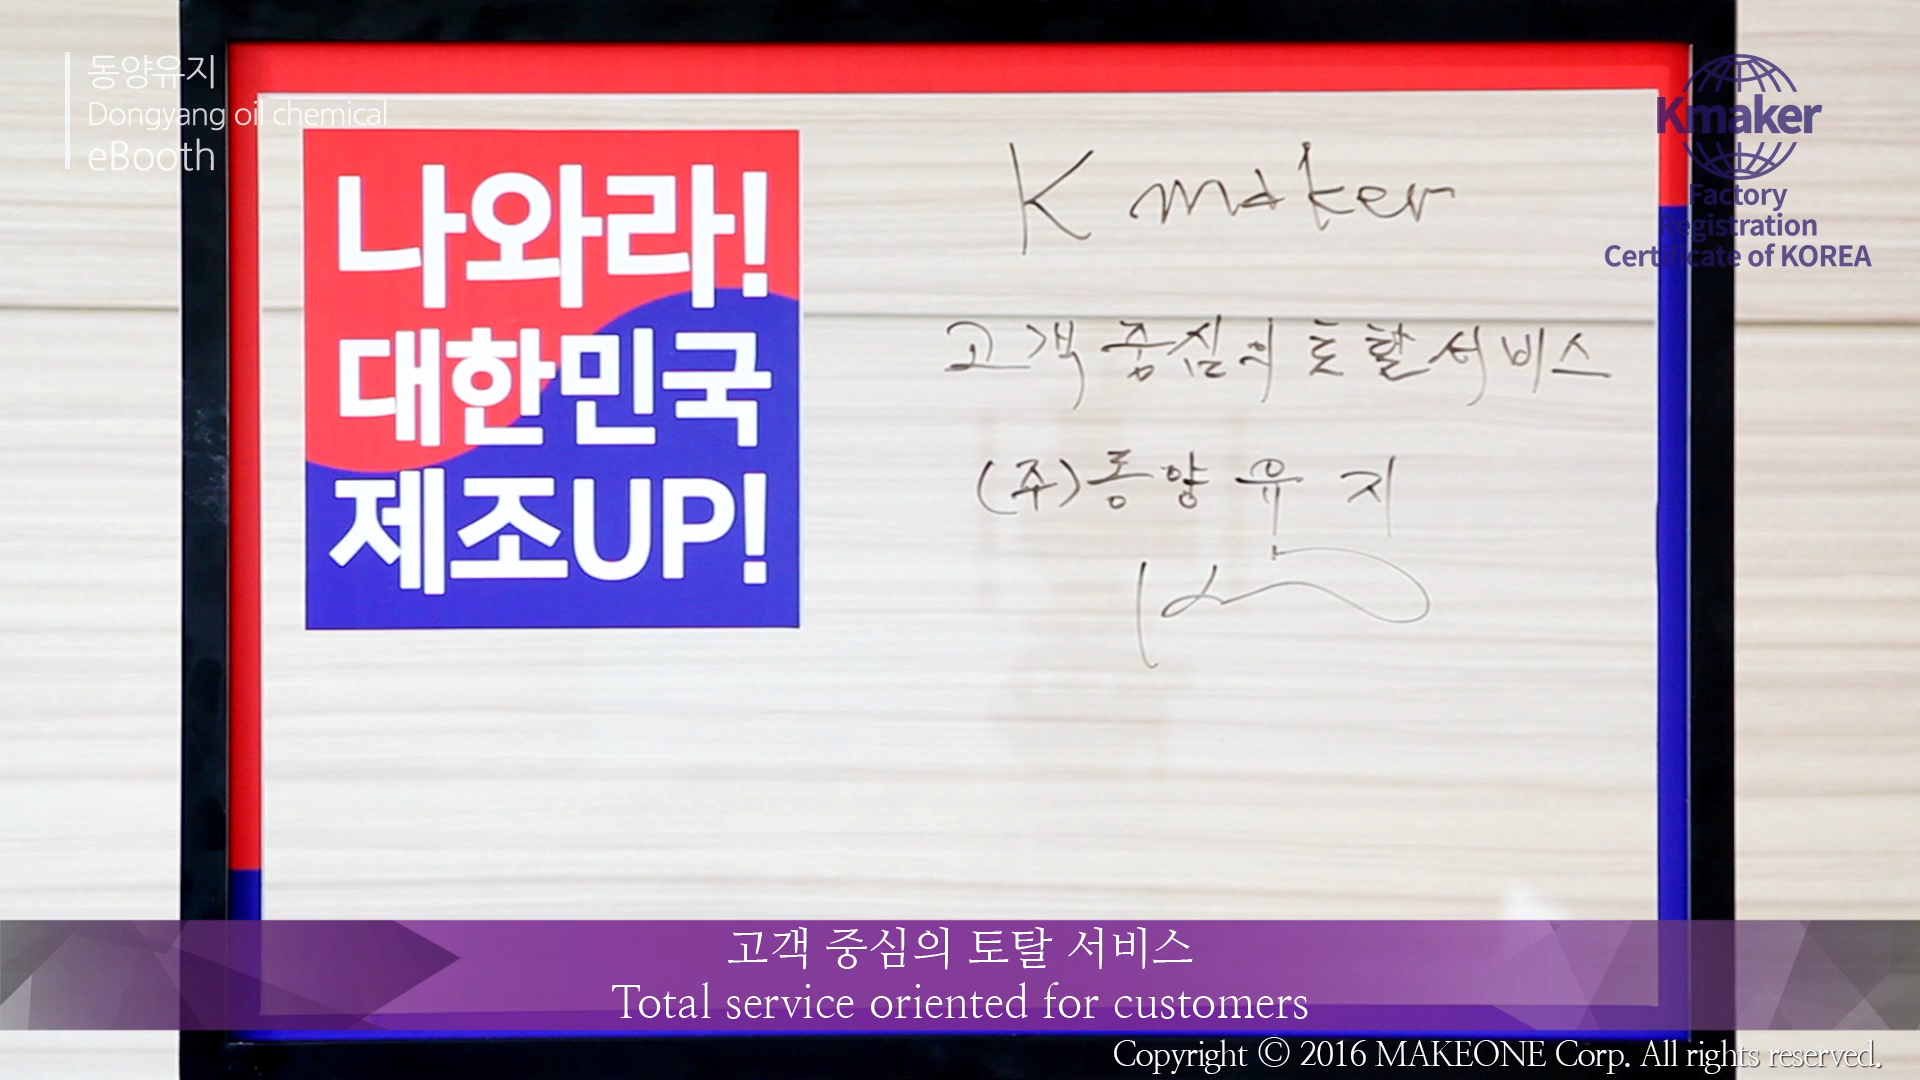 동양유지
Dongyang oil chemical
eBooth
Kmaker
Factory
Registration
Certificate of KOREA
나와라!
대한민국
제조UP!
K maker
고객 중심의 토탈 서비스
(주)동양유지
고객 중심의 토탈 서비스
Total service oriented for customers
Copyright © 2016 MAKEONE Corp. All rights reserved.